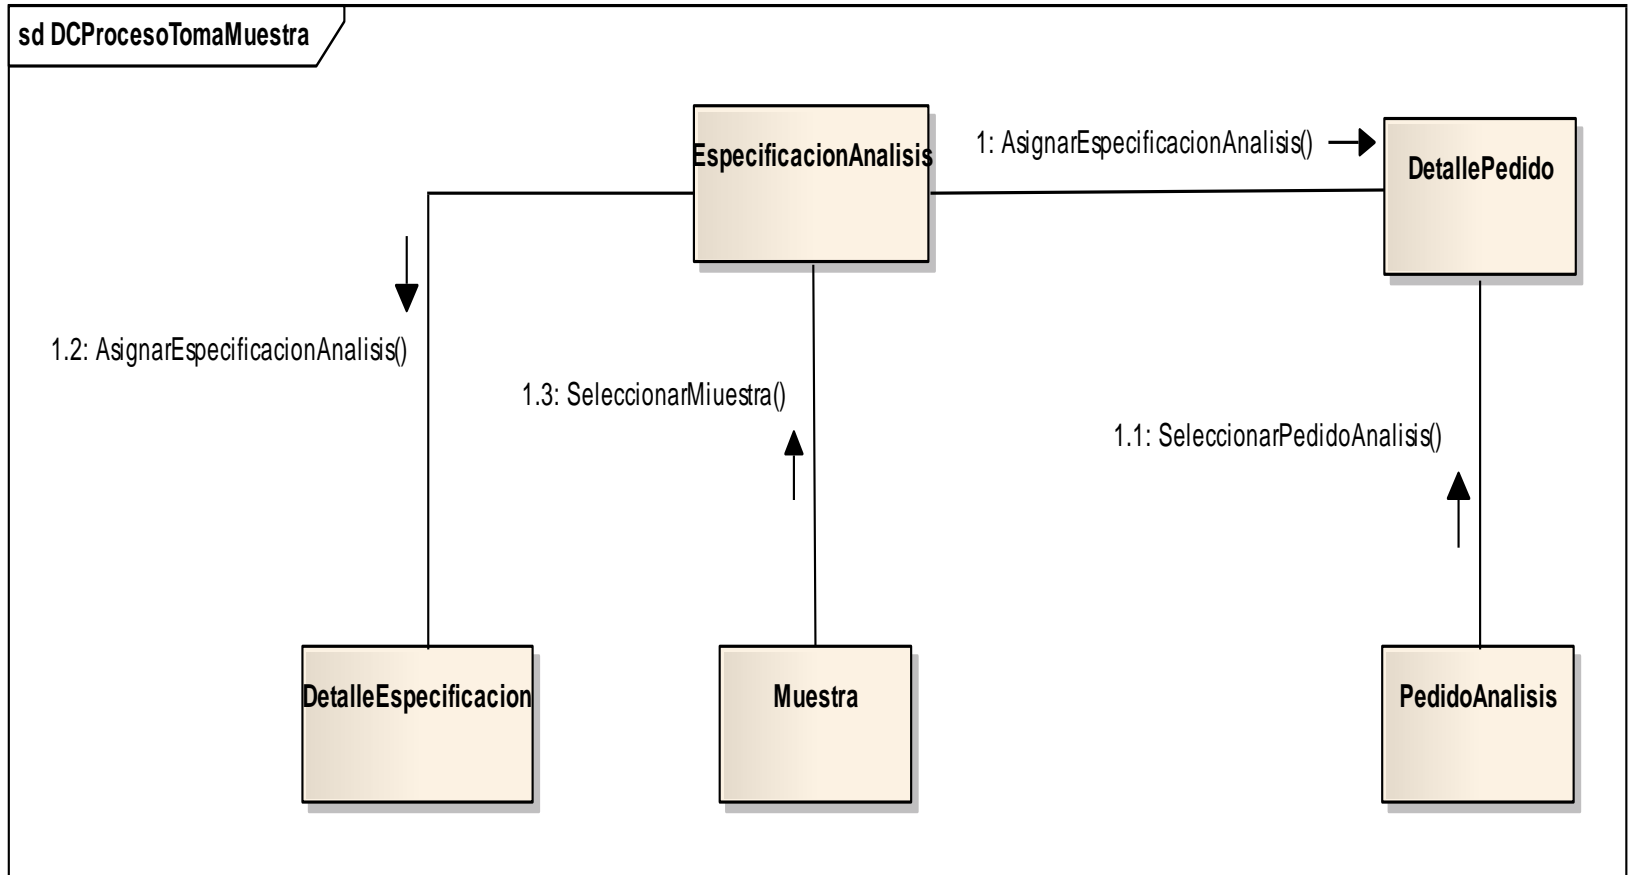 sd DCProcesoTomaMuestra
EspecificacionAnalisis
1: AsignarEspecificacionAnalisis()
DetallePedido
1.2: AsignarEspecificacionAnalisis()
1.3: SeleccionarMiuestra()
1.1: SeleccionarPedidoAnalisis()
DetalleEspecificacion
Muestra
PedidoAnalisis